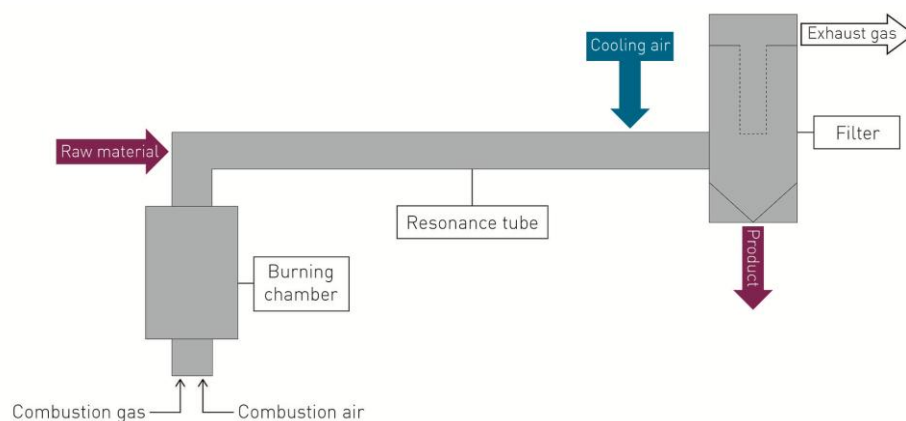 Exhaust gas
Cooling air
Filter
Raw material
Resonance tube
Product
Burning
chamber
Combustion gas
Combustion air